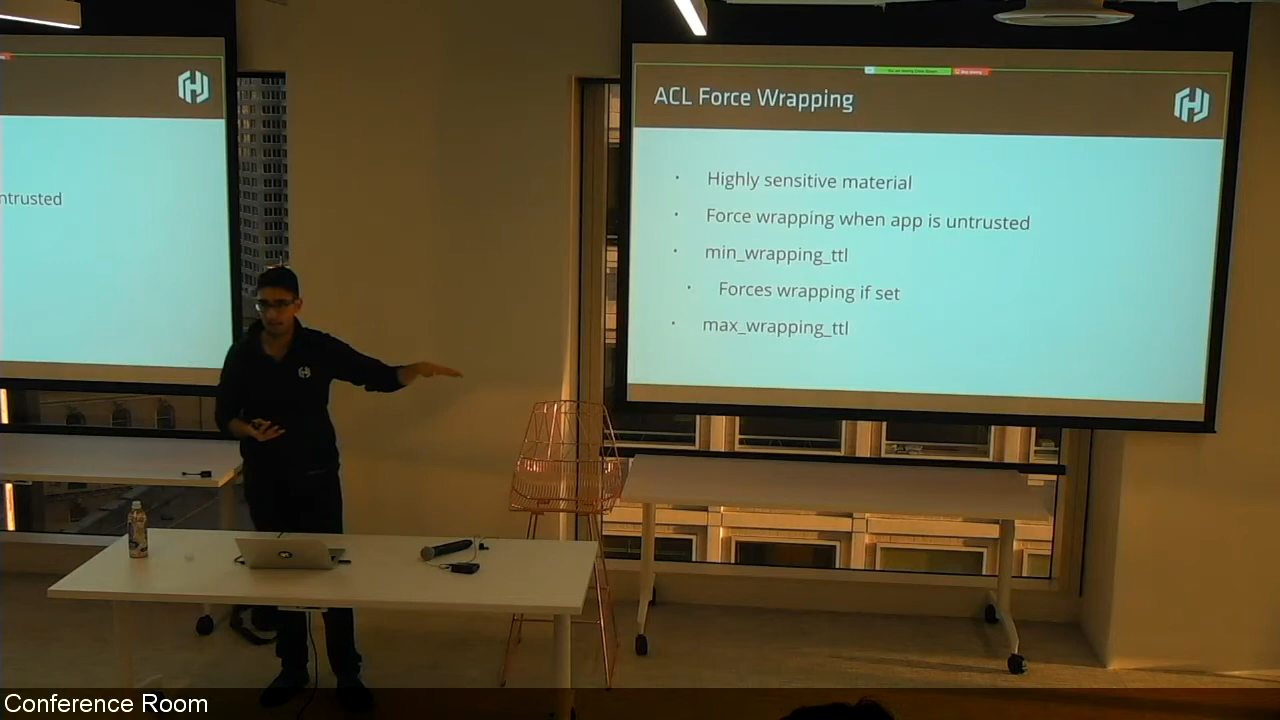 ntrusted
ACL Force Wrapping
Highly sensitive material
Force wrapping when app is untrusted
min_wrapping_ttl
Forces wrapping if set
max_wrapping_ttl
Conference Room